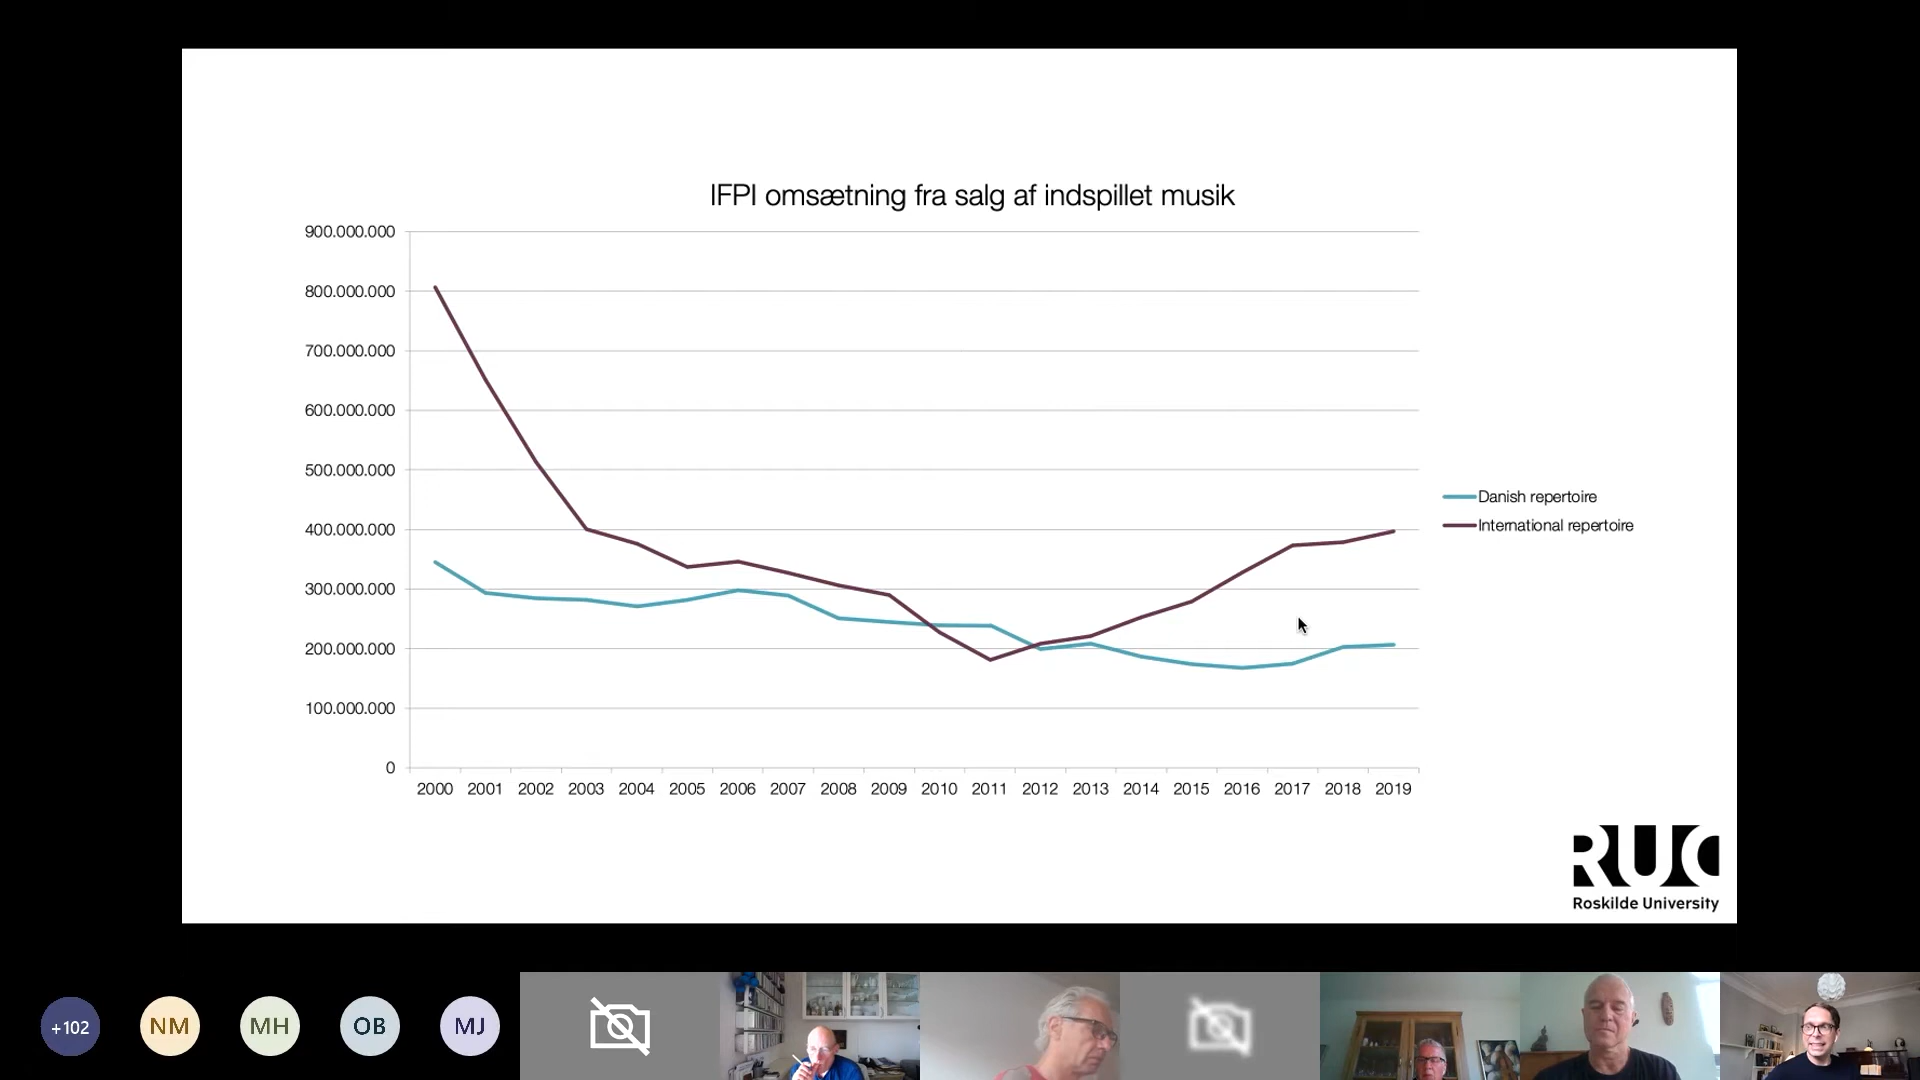 IFPI omsætning fra salg af indspillet musik
900.000.000
800.000.000
700.000.000
600.000.000
500.000.000
400.000.000
300.000.000
200.000.000
100.000.000
0
2000 2001 2002 2003 2004 2005 2006 2007 2008 2009 2010 2011 2012 2013 2014 2015 2016 2017 2018 2019
Danish repertoire
International repertoire
RUC
Roskilde University
+102 NM MH OB MJ